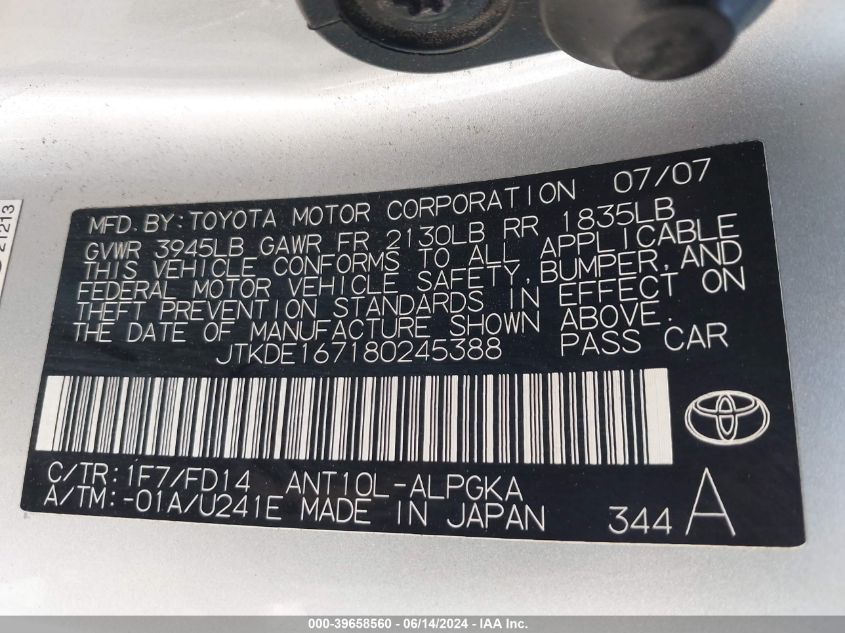 MFD. BY: TOYOTA MOTOR CORPORATION 07/07
GVWR 3945LB GAWR FR 2130LB RR 1835LB
THIS VEHICLE CONFORMS TO ALL APPLICABLE
FEDERAL MOTOR VEHICLE SAFETY, BUMPER, AND
THEFT PREVENTION STANDARDS IN EFFECT ON
THE DATE OF MANUFACTURE SHOWN ABOVE.
JTKDE167180245388 PASS CAR
C/TR: 1F7/FD14 ANT10L-ALPGKA
A/TM: -01A/U241E MADE IN JAPAN 344 A
21213
000-39658560 - 06/14/2024 - IAA Inc.